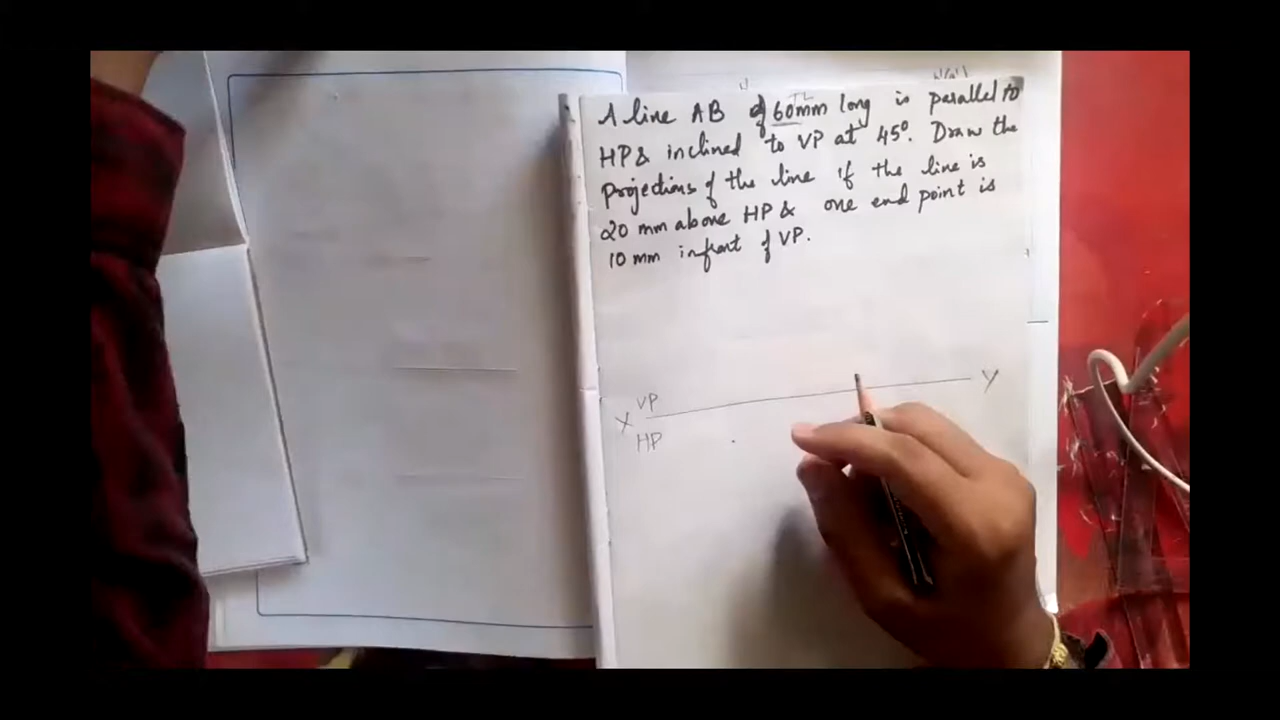 A line AB of 60mm long is parallel to
TL
HP & inclined to VP at 45°. Draw the
projections of the line if the line is
20 mm above HP & one end point is
10 mm infront of VP.
VP
X Y
HP